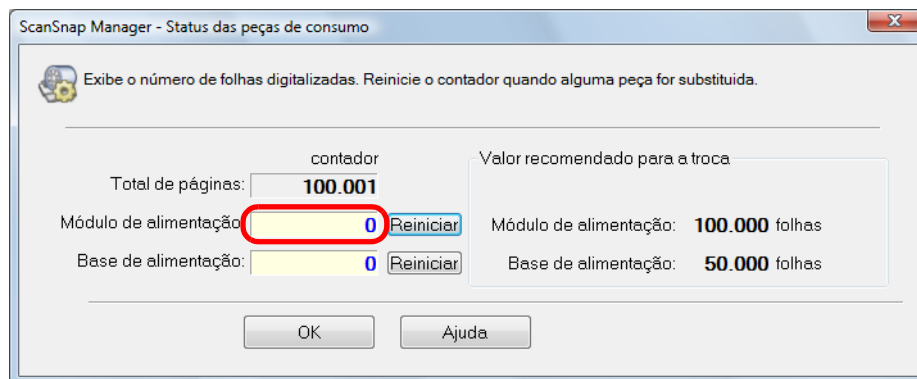 ScanSnap Manager - Status das peças de consumo
Exibe o número de folhas digitalizadas. Reinicie o contador quando alguma peça for substituida.
contador
Valor recomendado para a troca
Total de páginas: 100.001
Módulo de alimentação 0 Reiniciar Módulo de alimentação: 100.000 folhas
Base de alimentação: 0 Reiniciar Base de alimentação: 50.000 folhas
OK Ajuda